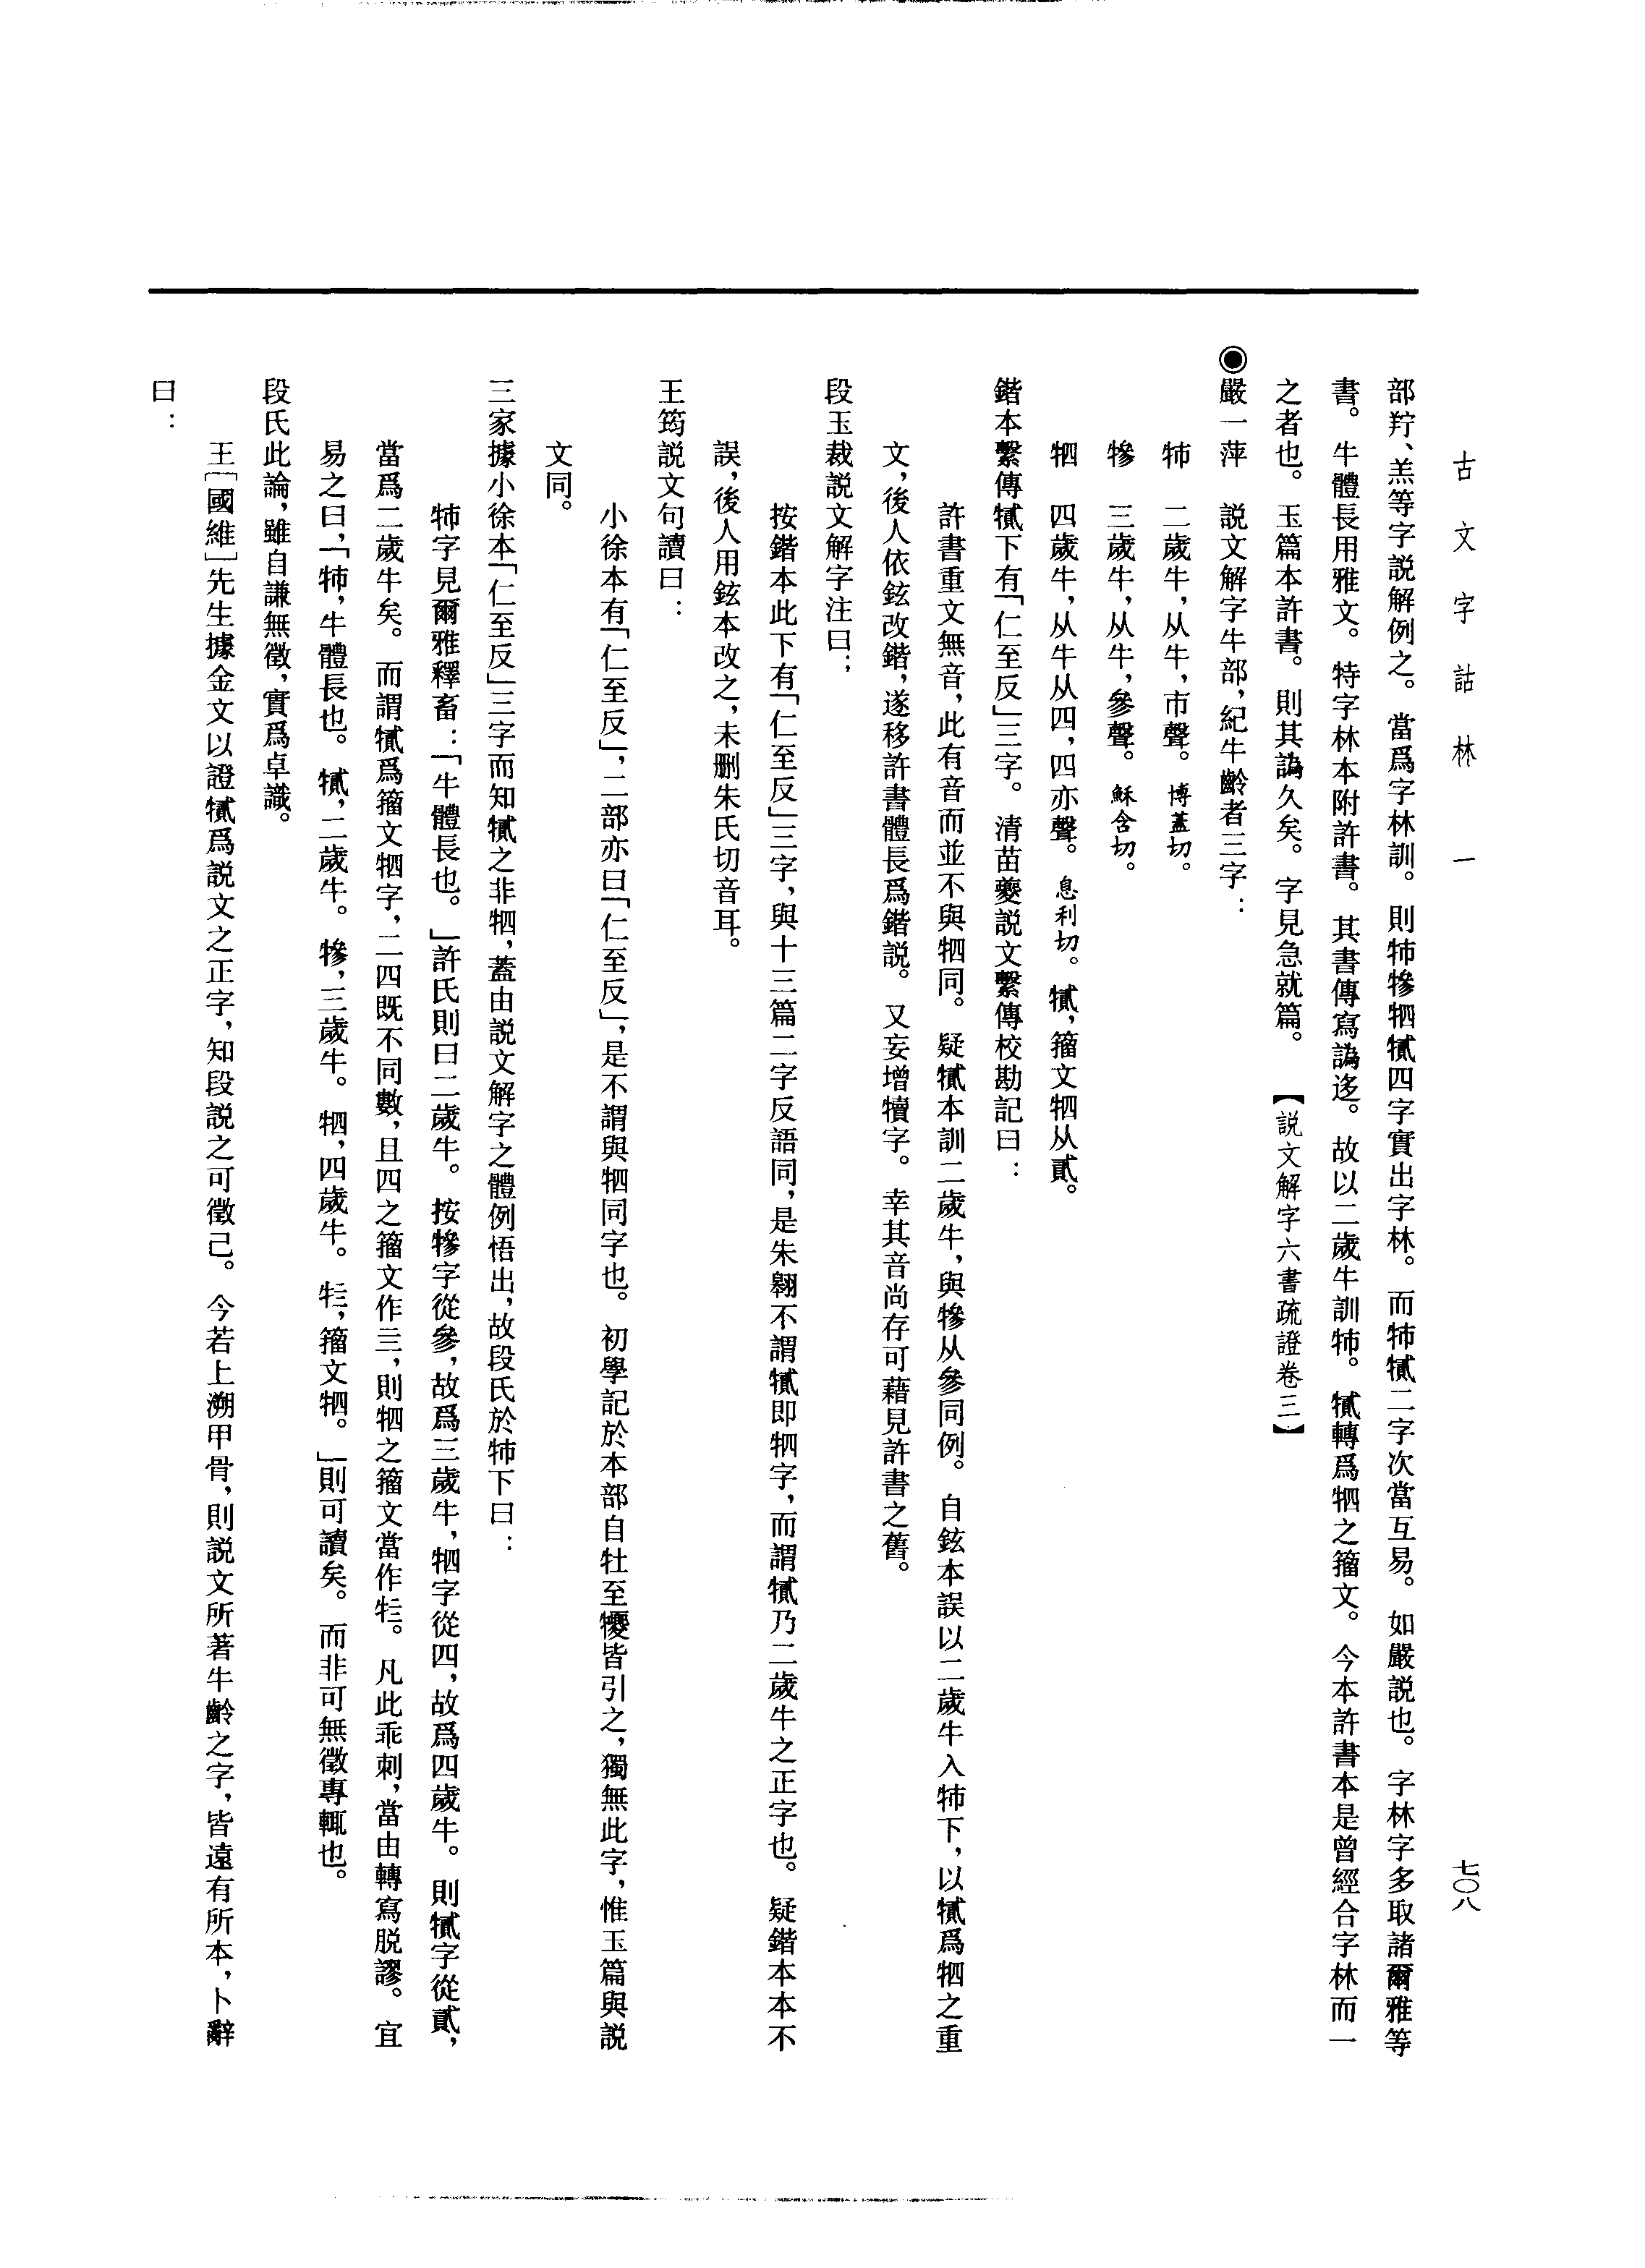 古文字詁林　一
七〇八
部羜、羔等字説解例之。當爲字林訓。則㸬犙牭𤛾四字實出字林。而㸬𤛾二字次當互易。如嚴説也。字林字多取諸爾雅等
書。牛體長用雅文。特字林本附許書。其書傳寫譌迻。故以二歲牛訓㸬。𤛾轉爲牭之籀文。今本許書本是曾經合字林而一
之者也。玉篇本許書。則其譌久矣。字見急就篇。【説文解字六書疏證卷三】
◉嚴一萍　説文解字牛部，紀牛齡者三字：
㸬　二歲牛，从牛，巿聲。博蓋切。
犙　三歲牛，从牛，參聲。穌含切。
牭　四歲牛，从牛从四，四亦聲。息利切。𤛾，籀文牭从貳。
鍇本繫傳𤛾下有「仁至反」三字。清苗夔説文繫傳校勘記曰：
許書重文無音，此有音而並不與牭同。疑𤛾本訓二歲牛，與犙从參同例。自鉉本誤以二歲牛入㸬下，以𤛾爲牭之重
文，後人依鉉改鍇，遂移許書體長爲鍇説。又妄增犢字。幸其音尚存可藉見許書之舊。
段玉裁説文解字注曰：
按鍇本此下有「仁至反」三字，與十三篇二字反語同，是朱翱不謂𤛾即牭字，而謂𤛾乃二歲牛之正字也。疑鍇本本不
誤，後人用鉉本改之，未删朱氏切音耳。
王筠説文句讀曰：
小徐本有「仁至反」，二部亦曰「仁至反」，是不謂與牭同字也。初學記於本部自牡至㹛皆引之，獨無此字，惟玉篇與説
文同。
三家據小徐本「仁至反」三字而知𤛾之非牭，蓋由説文解字之體例悟出，故段氏於㸬下曰：
㸬字見爾雅釋畜：「牛體長也。」許氏則曰二歲牛。按犙字從參，故爲三歲牛，牭字從四，故爲四歲牛。則𤛾字從貳，
當爲二歲牛矣。而謂𤛾爲籀文牭字，二四既不同數，且四之籀文作亖，則牭之籀文當作牜亖。凡此乖刺，當由轉寫脱謬。宜
易之曰，「㸬，牛體長也。𤛾，二歲牛。犙，三歲牛。牭，四歲牛。牜亖，籀文牭。」則可讀矣。而非可無徵專輒也。
段氏此論，雖自謙無徵，實爲卓識。
王［國維］先生據金文以證𤛾爲説文之正字，知段説之可徵己。今若上溯甲骨，則説文所著牛齡之字，皆遠有所本，卜辭
曰：